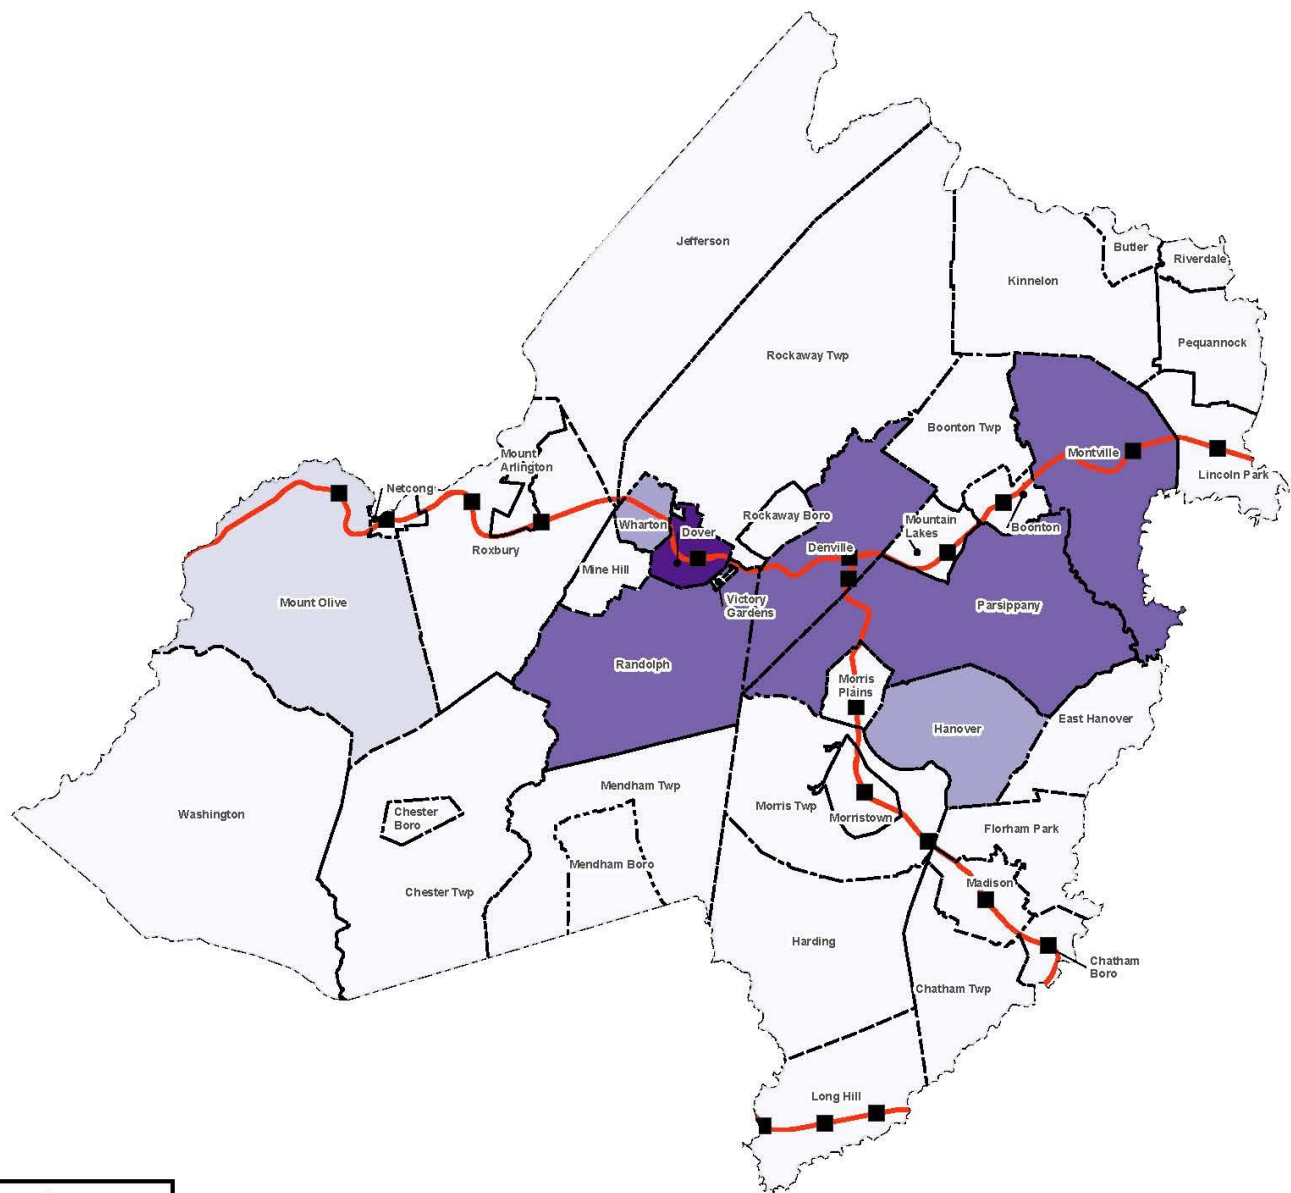 Jefferson
Butler
Riverdale
Kinnelon
Pequannock
Rockaway Twp
Boonton Twp
Montville
Lincoln Park
Mount
Arlington
Netcong
Roxbury
Wharton
Dover
Rockaway Boro
Mountain
Lakes
Boonton
Denville
Mine Hill
Mount Olive
Victory
Gardens
Parsippany
Randolph
Morris
Plains
Hanover
East Hanover
Washington
Chester
Boro
Mendham Twp
Morris Twp
Morristown
Florham Park
Mendham Boro
Chester Twp
Madison
Harding
Chatham
Boro
Chatham Twp
Long Hill